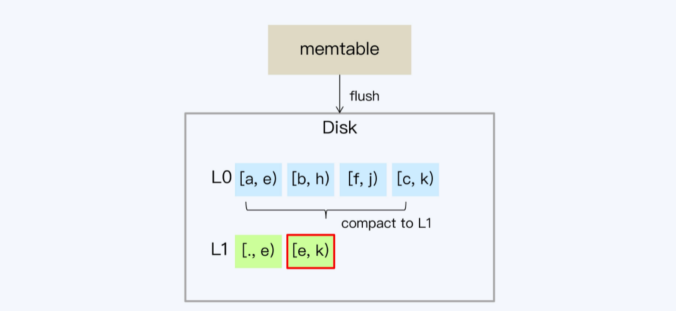 memtable
flush
Disk
L0 [a, e) [b, h) [f, j) [c, k)
compact to L1
L1 [., e) [e, k)